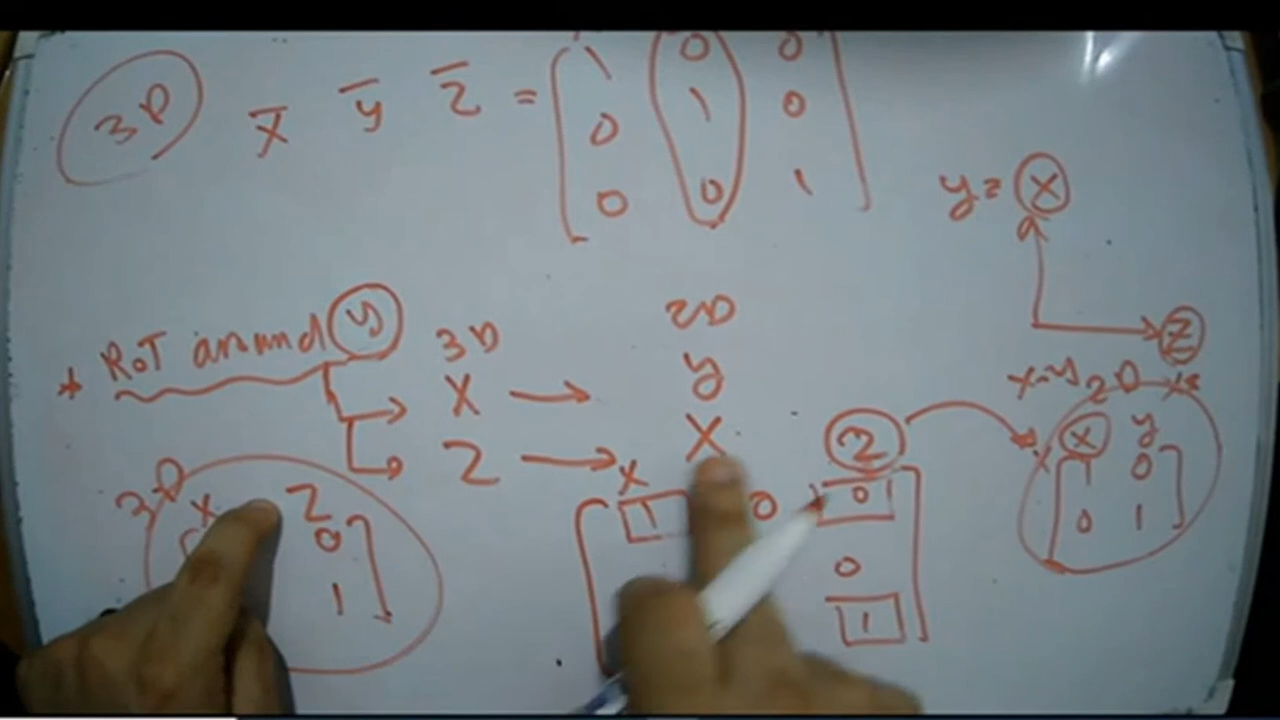 3D x̄ ȳ z̄ = 1 0 0
0 1 0
0 0 1
y= x
z
* ROT around y 3D 2D
x → y
z → x
x-y 2D
x y
1 0
0 1
3D x z
0
1
x z
1 0 0
0
1